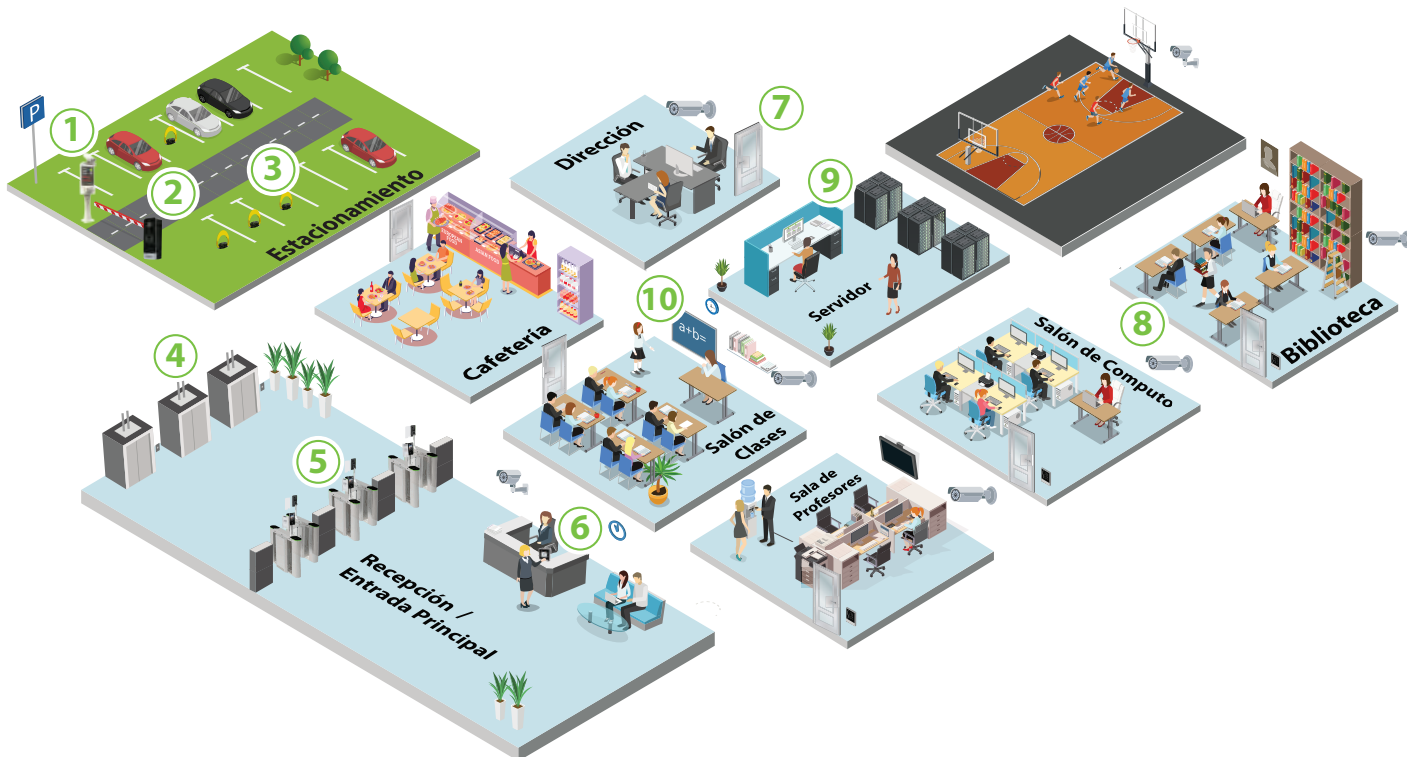 P
1
2
3
Estacionamiento
Dirección
7
9
Servidor
Cafetería
10
a+b=
Salón de
Clases
8
Salón de Computo
Biblioteca
4
5
6
Recepción /
Entrada Principal
Sala de
Profesores